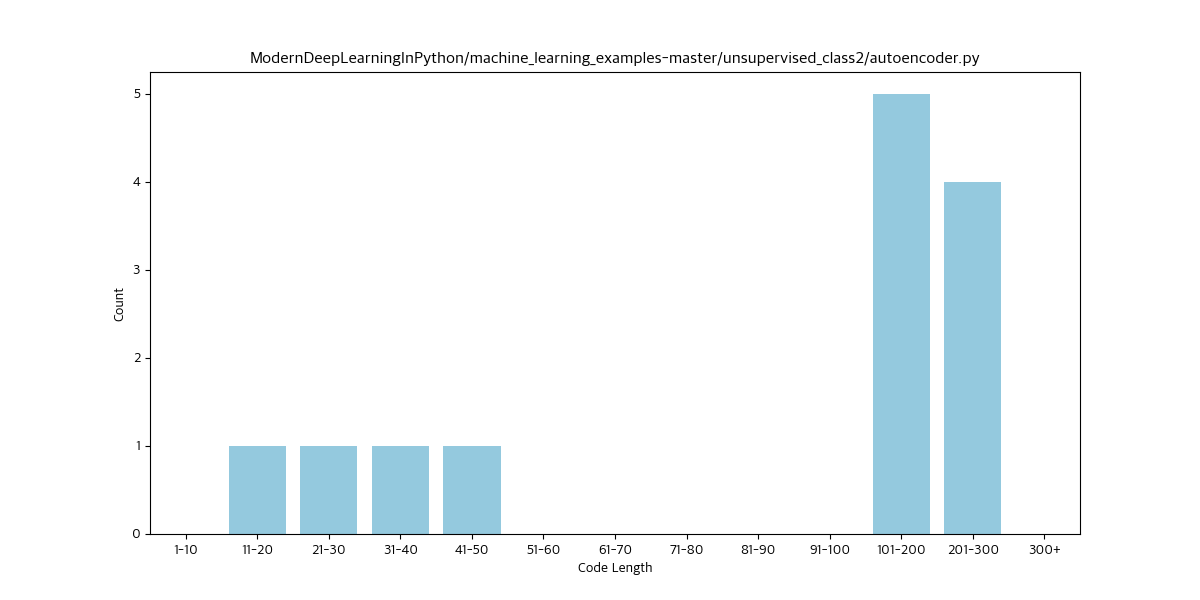 ModernDeepLearningInPython/machine_learning_examples-master/unsupervised_class2/autoencoder.py
5
4
3
2
1
0
Count
1-10 11-20 21-30 31-40 41-50 51-60 61-70 71-80 81-90 91-100 101-200 201-300 300+
Code Length